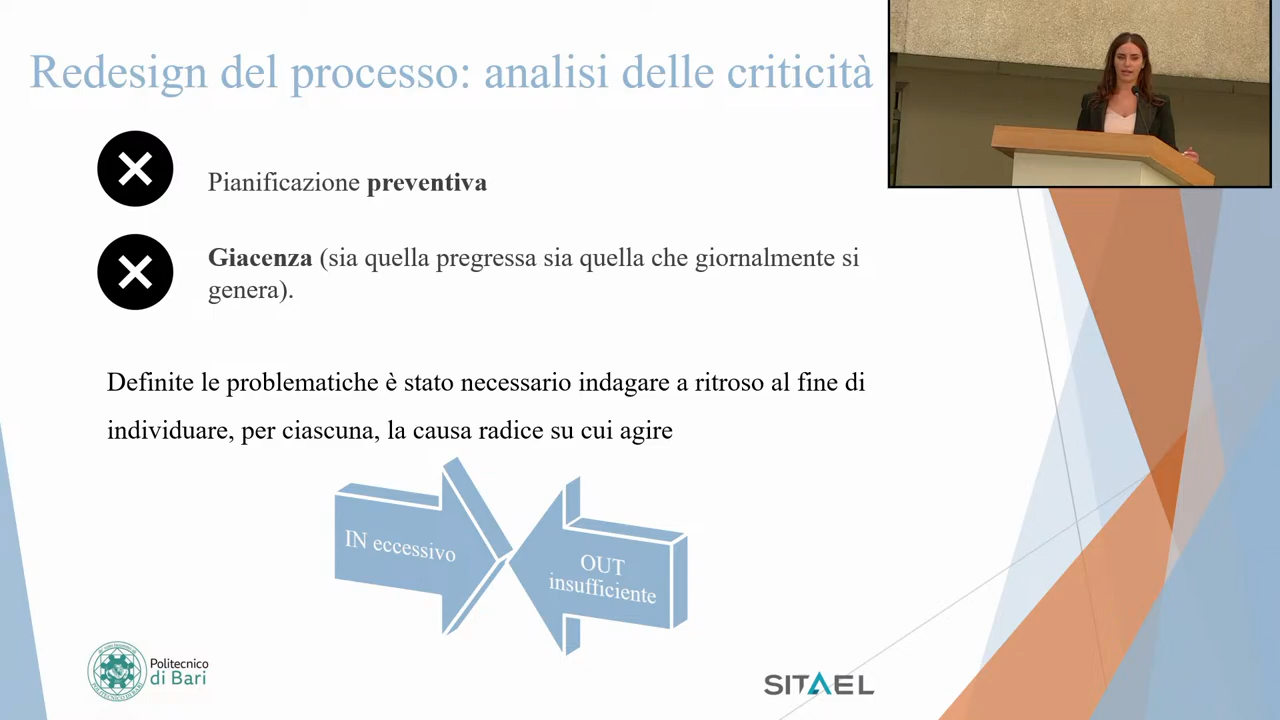 Redesign del processo: analisi delle criticità
Pianificazione preventiva
Giacenza (sia quella pregressa sia quella che giornalmente si
genera).
Definite le problematiche è stato necessario indagare a ritroso al fine di
individuare, per ciascuna, la causa radice su cui agire
IN eccessivo
OUT
insufficiente
Politecnico
di Bari
SITAEL